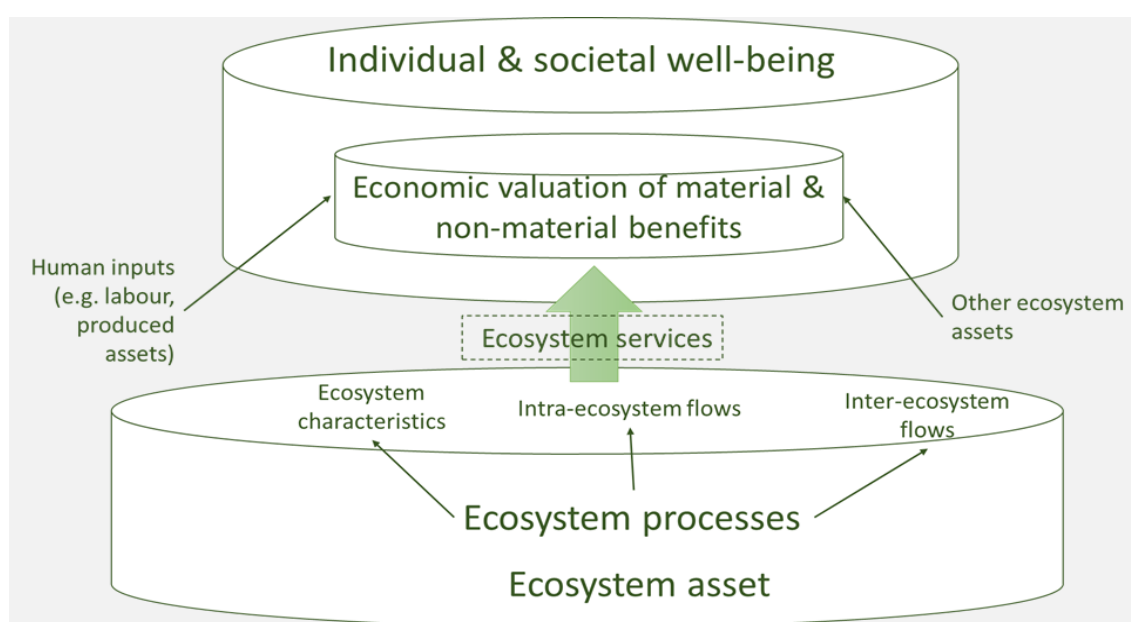 Individual & societal well-being
Economic valuation of material &
non-material benefits
Human inputs
(e.g. labour,
produced
assets)
Other ecosystem
assets
Ecosystem services
Ecosystem
characteristics
Intra-ecosystem flows
Inter-ecosystem
flows
Ecosystem processes
Ecosystem asset